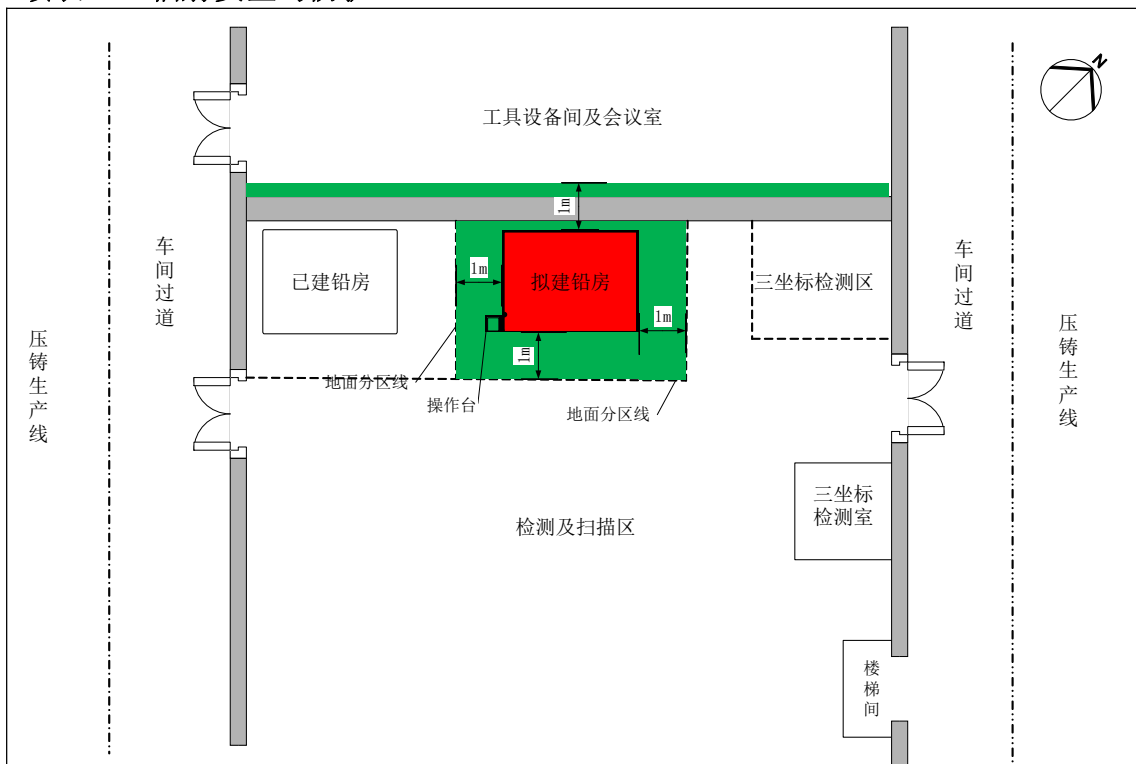 N
工具设备间及会议室
1m
车间过道
已建铅房
1m
拟建铅房
三坐标检测区
车间过道
1m
压铸生产线
1m
压铸生产线
地面分区线
操作台
地面分区线
三坐标
检测室
检测及扫描区
楼梯间